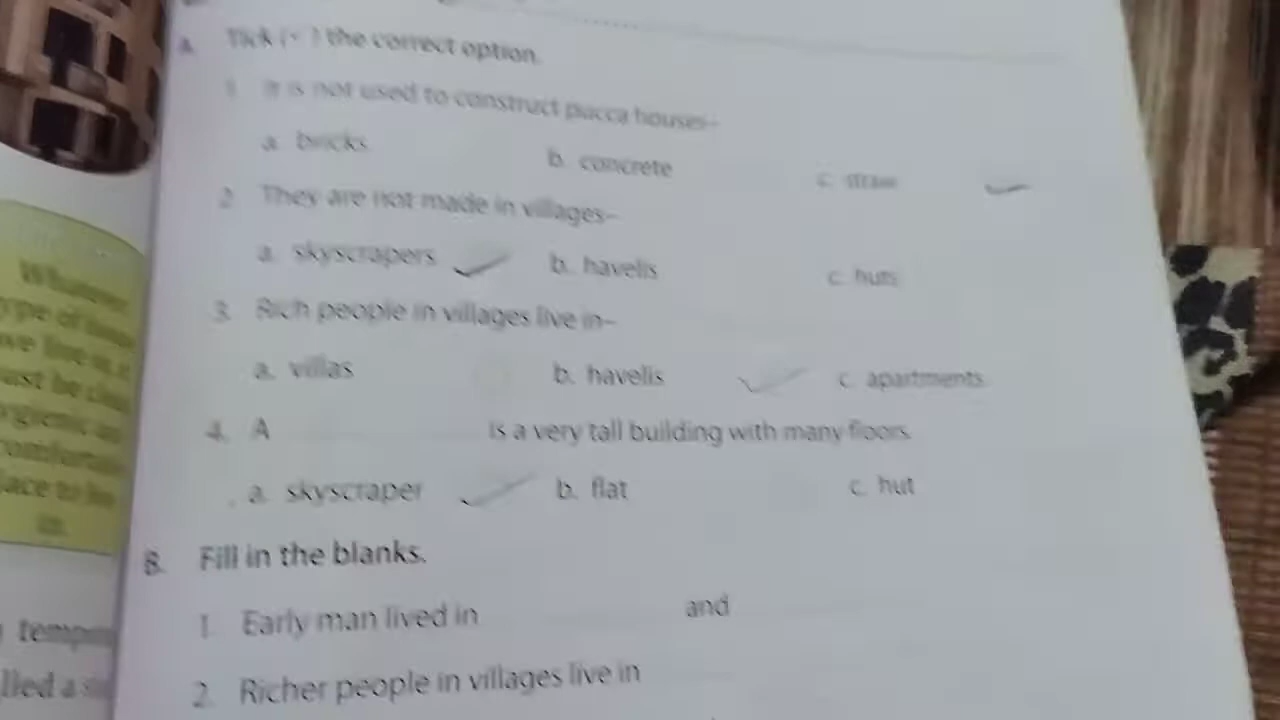 A. Tick (✓) the correct option.
1. It is not used to construct pucca houses–
a. bricks b. concrete c. straw
2. They are not made in villages–
a. skyscrapers b. havelis c. huts
3. Rich people in villages live in–
a. villas b. havelis c. apartments
4. A is a very tall building with many floors.
a. skyscraper b. flat c. hut
B. Fill in the blanks.
1. Early man lived in and
2. Richer people in villages live in